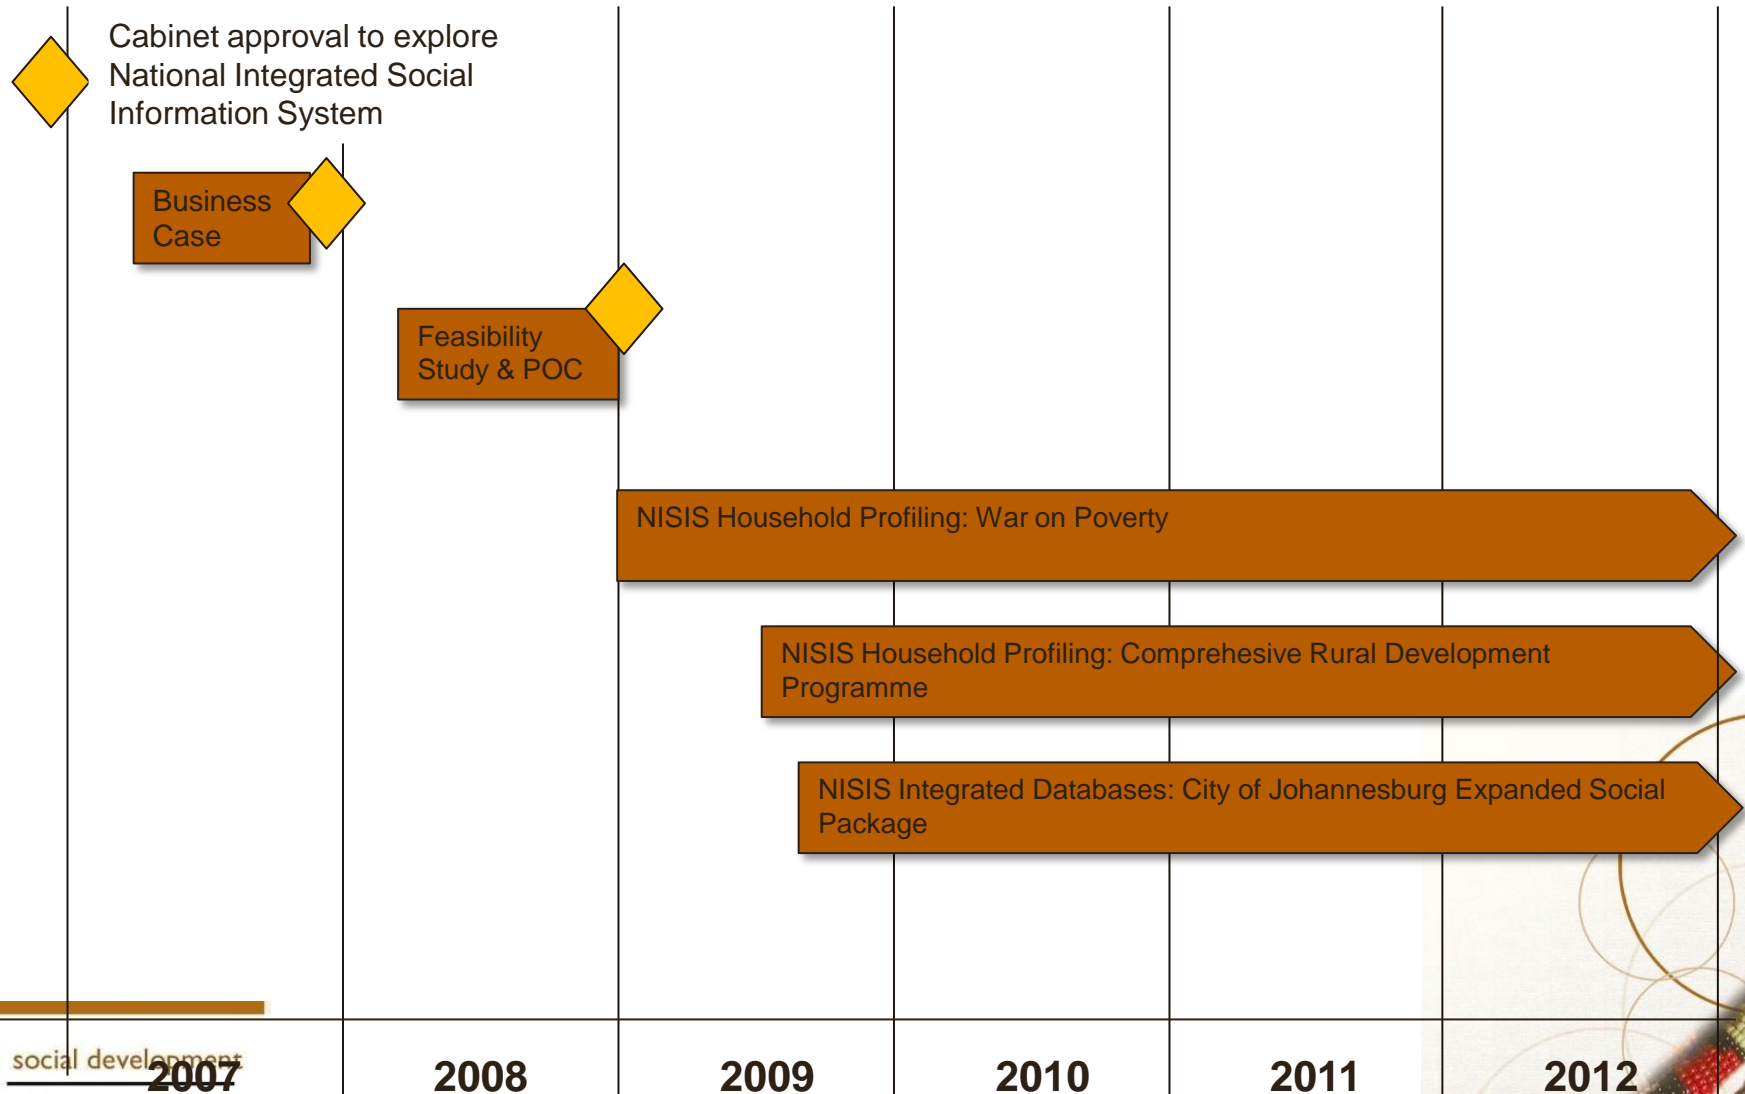 Cabinet approval to explore
National Integrated Social
Information System
Business
Case
Feasibility
Study & POC
NISIS Household Profiling: War on Poverty
NISIS Household Profiling: Comprehesive Rural Development
Programme
NISIS Integrated Databases: City of Johannesburg Expanded Social
Package
social development
2007 2008 2009 2010 2011 2012